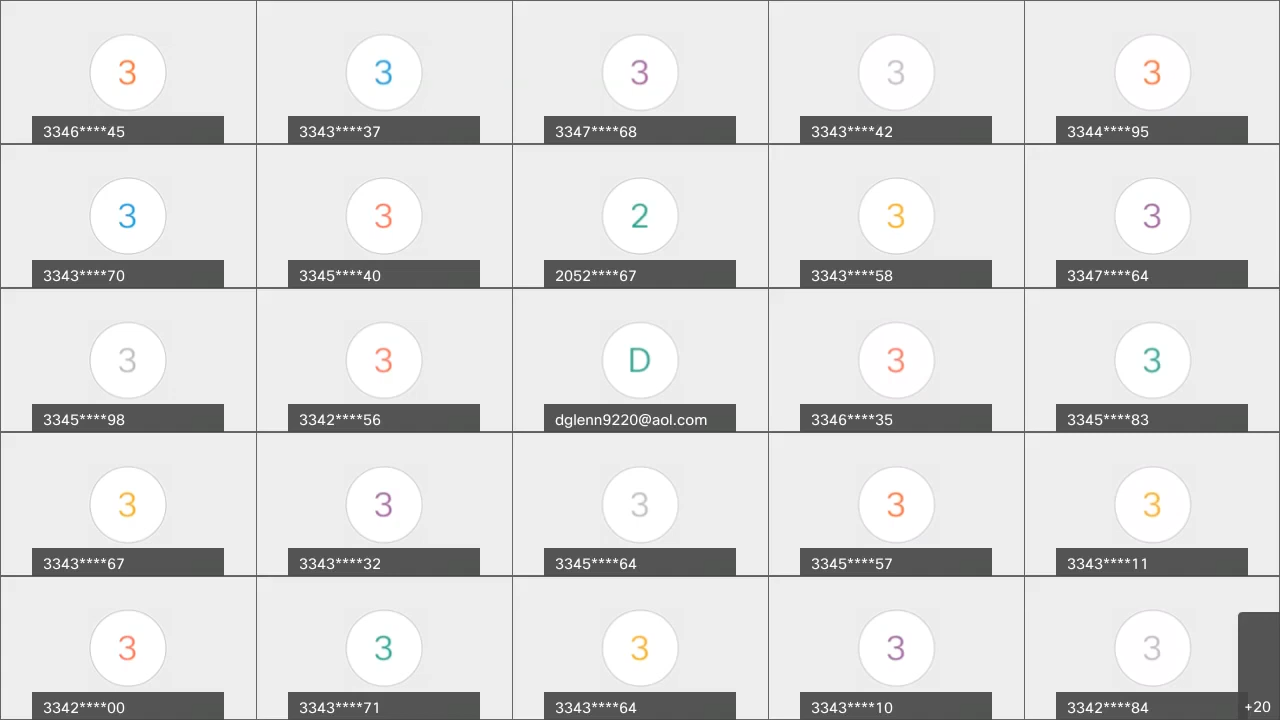 3 3 3 3 3
3346****45 3343****37 3347****68 3343****42 3344****95
3 3 2 3 3
3343****70 3345****40 2052****67 3343****58 3347****64
3 3 D 3 3
3345****98 3342****56 dglenn9220@aol.com 3346****35 3345****83
3 3 3 3 3
3343****67 3343****32 3345****64 3345****57 3343****11
3 3 3 3 3
3342****00 3343****71 3343****64 3343****10 3342****84 +20